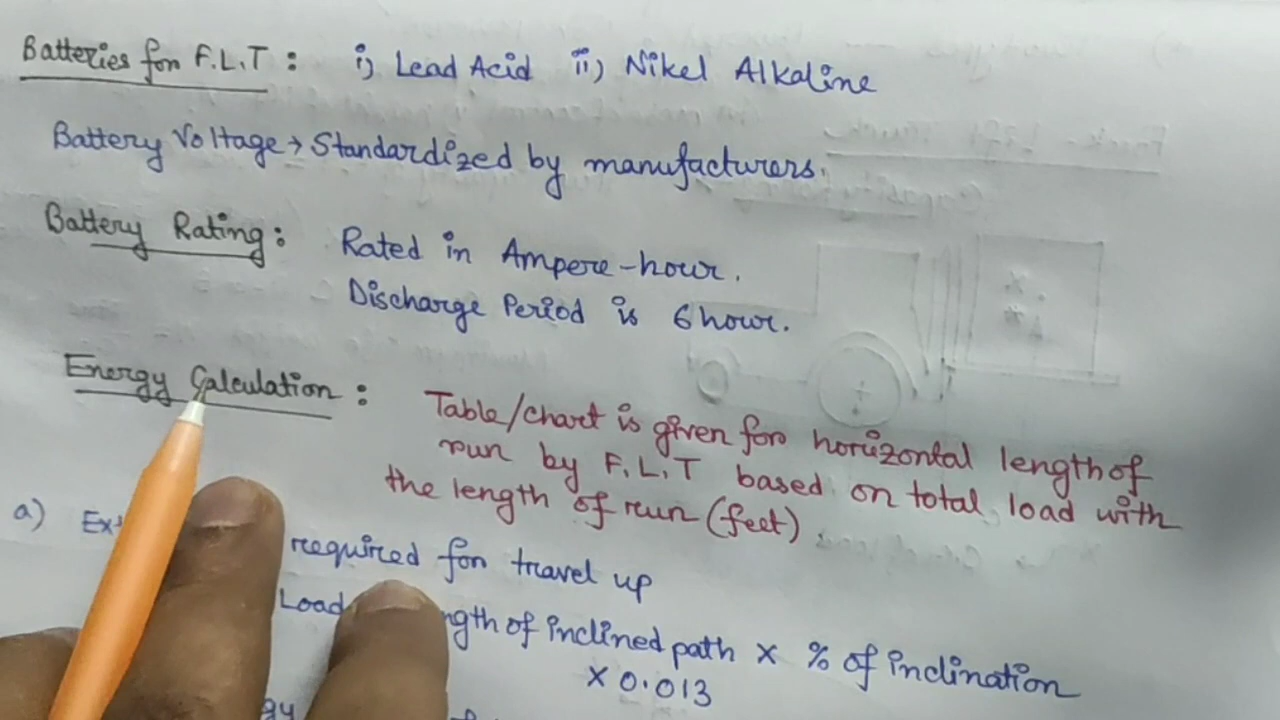 Batteries for F.L.T : i) Lead Acid ii) Nikel Alkaline
Battery Voltage → Standardized by manufacturers.
Battery Rating : Rated in Ampere-hour.
Discharge Period is 6 hour.
Energy Calculation : Table/chart is given for horizontal length of
run by F.L.T based on total load with
the length of run (feet).
a) required for travel up
Load of inclined path × % of inclination
× 0.013